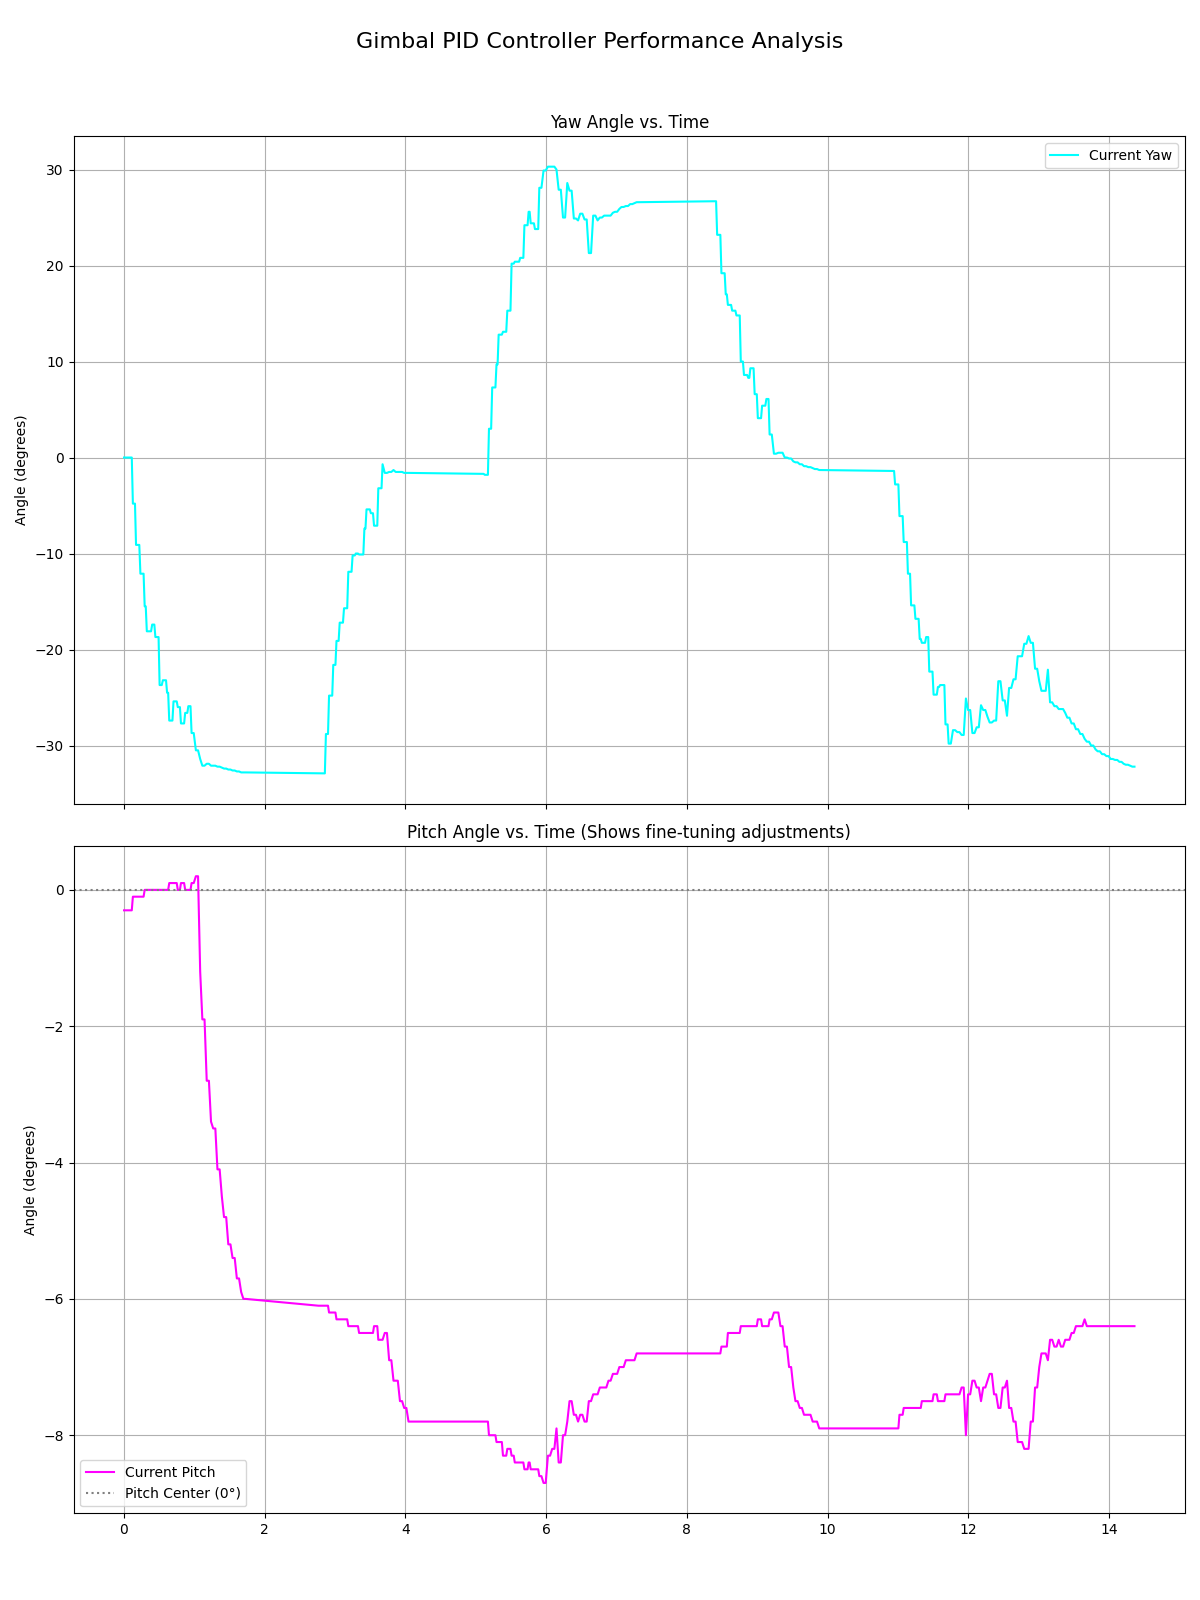 Gimbal PID Controller Performance Analysis
Yaw Angle vs. Time
Current Yaw
30
20
10
0
−10
−20
−30
Angle (degrees)
Pitch Angle vs. Time (Shows fine-tuning adjustments)
0
−2
−4
−6
−8
Angle (degrees)
Current Pitch
Pitch Center (0°)
0 2 4 6 8 10 12 14